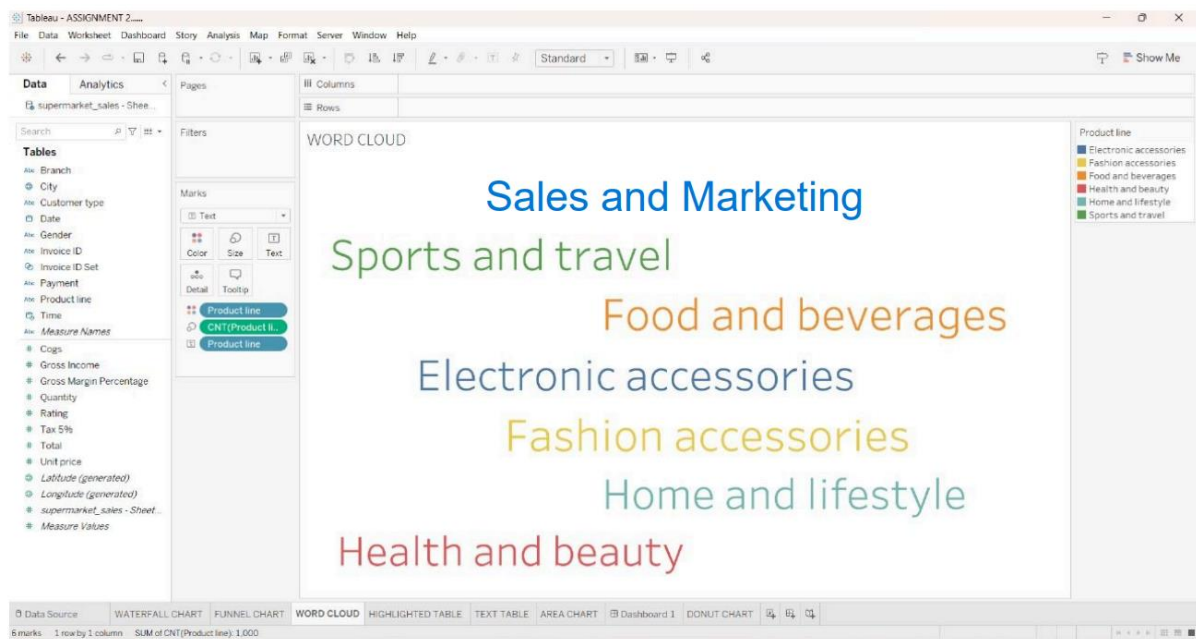 Tableau - ASSIGNMENT 2......
File Data Worksheet Dashboard Story Analysis Map Format Server Window Help
Standard
Show Me
Data Analytics
supermarket_sales - Shee...
Search
Tables
Abc Branch
City
Abc Customer type
Date
Abc Gender
Abc Invoice ID
Invoice ID Set
Abc Payment
Abc Product line
Time
Abc Measure Names
# Cogs
# Gross Income
# Gross Margin Percentage
# Quantity
# Rating
# Tax 5%
# Total
# Unit price
Latitude (generated)
Longitude (generated)
# supermarket_sales - Sheet...
# Measure Values
Pages
Filters
Marks
Text
Color Size Text
Detail Tooltip
Product line
CNT(Product li..
Product line
Columns
Rows
WORD CLOUD
Sales and Marketing
Sports and travel
Food and beverages
Electronic accessories
Fashion accessories
Home and lifestyle
Health and beauty
Product line
Electronic accessories
Fashion accessories
Food and beverages
Health and beauty
Home and lifestyle
Sports and travel
Data Source WATERFALL CHART FUNNEL CHART WORD CLOUD HIGHLIGHTED TABLE TEXT TABLE AREA CHART Dashboard 1 DONUT CHART
6 marks 1 row by 1 column SUM of CNT(Product line): 1,000